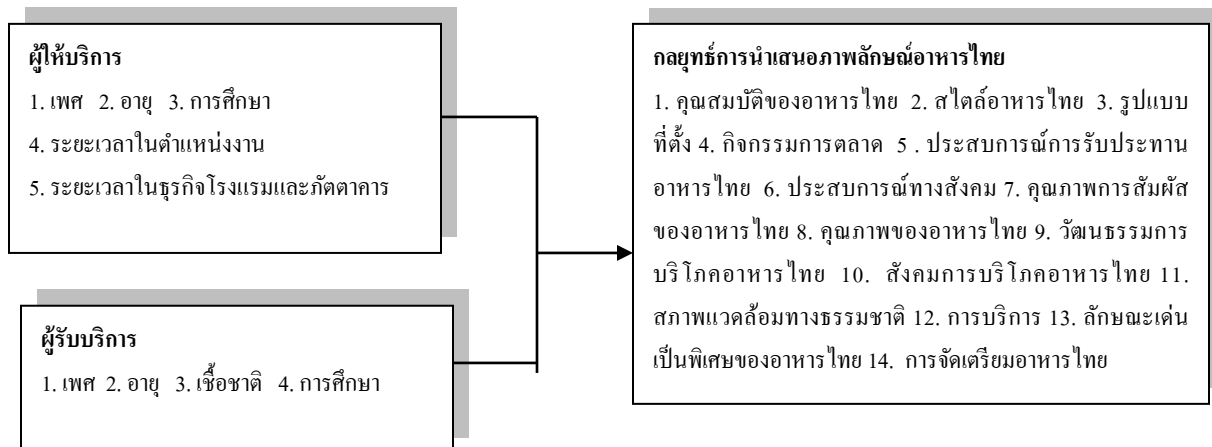 ผู้ให้บริการ
1. เพศ 2. อายุ 3. การศึกษา
4. ระยะเวลาในตำแหน่งงาน
5. ระยะเวลาในธุรกิจโรงแรมและภัตตาคาร
ผู้รับบริการ
1. เพศ 2. อายุ 3. เชื้อชาติ 4. การศึกษา
กลยุทธ์การนำเสนอภาพลักษณ์อาหารไทย
1. คุณสมบัติของอาหารไทย 2. สไตล์อาหารไทย 3. รูปแบบ
ที่ตั้ง 4. กิจกรรมการตลาด 5 . ประสบการณ์การรับประทาน
อาหารไทย 6. ประสบการณ์ทางสังคม 7. คุณภาพการสัมผัส
ของอาหารไทย 8. คุณภาพของอาหารไทย 9. วัฒนธรรมการ
บริโภคอาหารไทย 10. สังคมการบริโภคอาหารไทย 11.
สภาพแวดล้อมทางธรรมชาติ 12. การบริการ 13. ลักษณะเด่น
เป็นพิเศษของอาหารไทย 14. การจัดเตรียมอาหารไทย